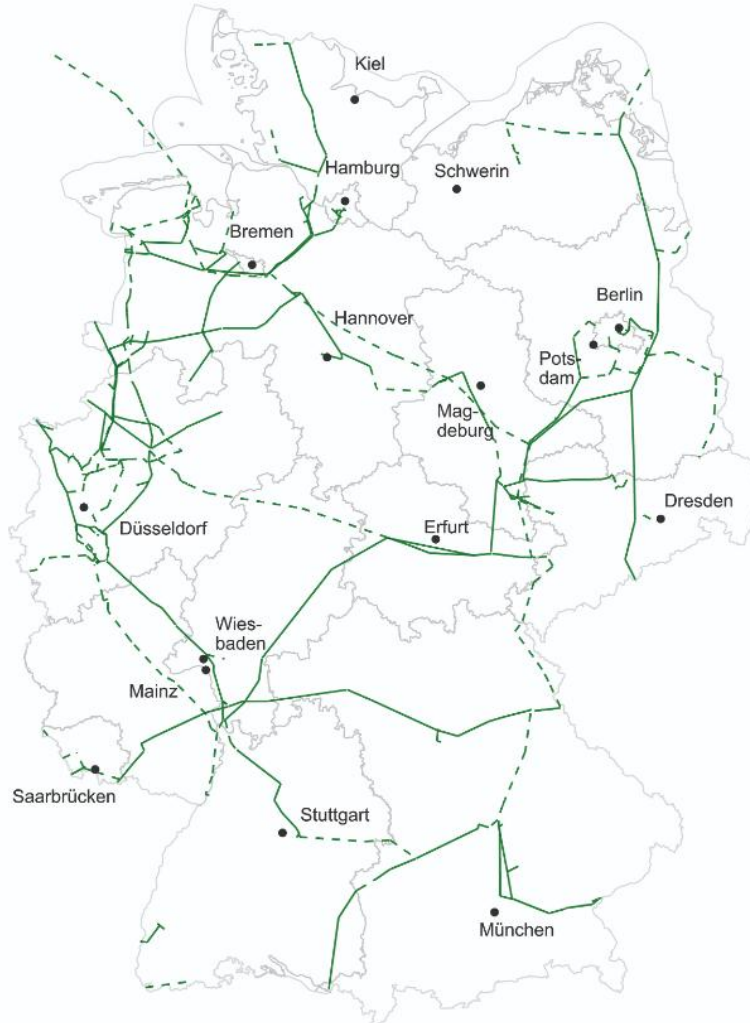 Kiel
Hamburg
Schwerin
Bremen
Berlin
Hannover
Pots-
dam
Mag-
deburg
Düsseldorf
Erfurt
Dresden
Wies-
baden
Mainz
Saarbrücken
Stuttgart
München